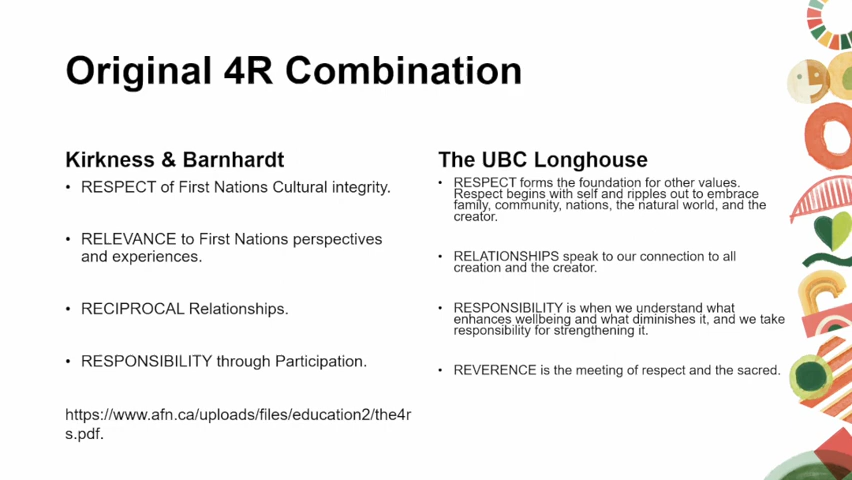 Original 4R Combination
Kirkness & Barnhardt
• RESPECT of First Nations Cultural integrity.
• RELEVANCE to First Nations perspectives
and experiences.
• RECIPROCAL Relationships.
• RESPONSIBILITY through Participation.
https://www.afn.ca/uploads/files/education2/the4r
s.pdf.
The UBC Longhouse
• RESPECT forms the foundation for other values.
Respect begins with self and ripples out to embrace
family, community, nations, the natural world, and the
creator.
• RELATIONSHIPS speak to our connection to all
creation and the creator.
• RESPONSIBILITY is when we understand what
enhances wellbeing and what diminishes it, and we take
responsibility for strengthening it.
• REVERENCE is the meeting of respect and the sacred.